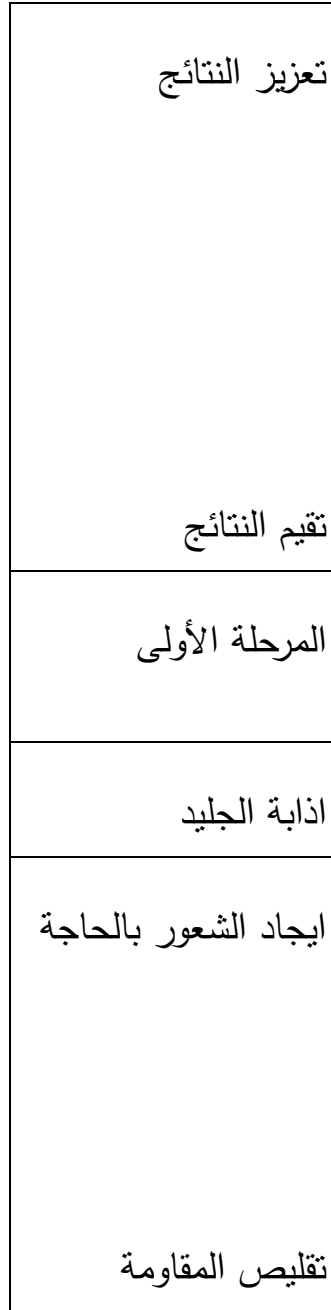 تعزيز النتائج
تقيم النتائج
المرحلة الأولى
اذابة الجليد
ايجاد الشعور بالحاجة
تقليص المقاومة